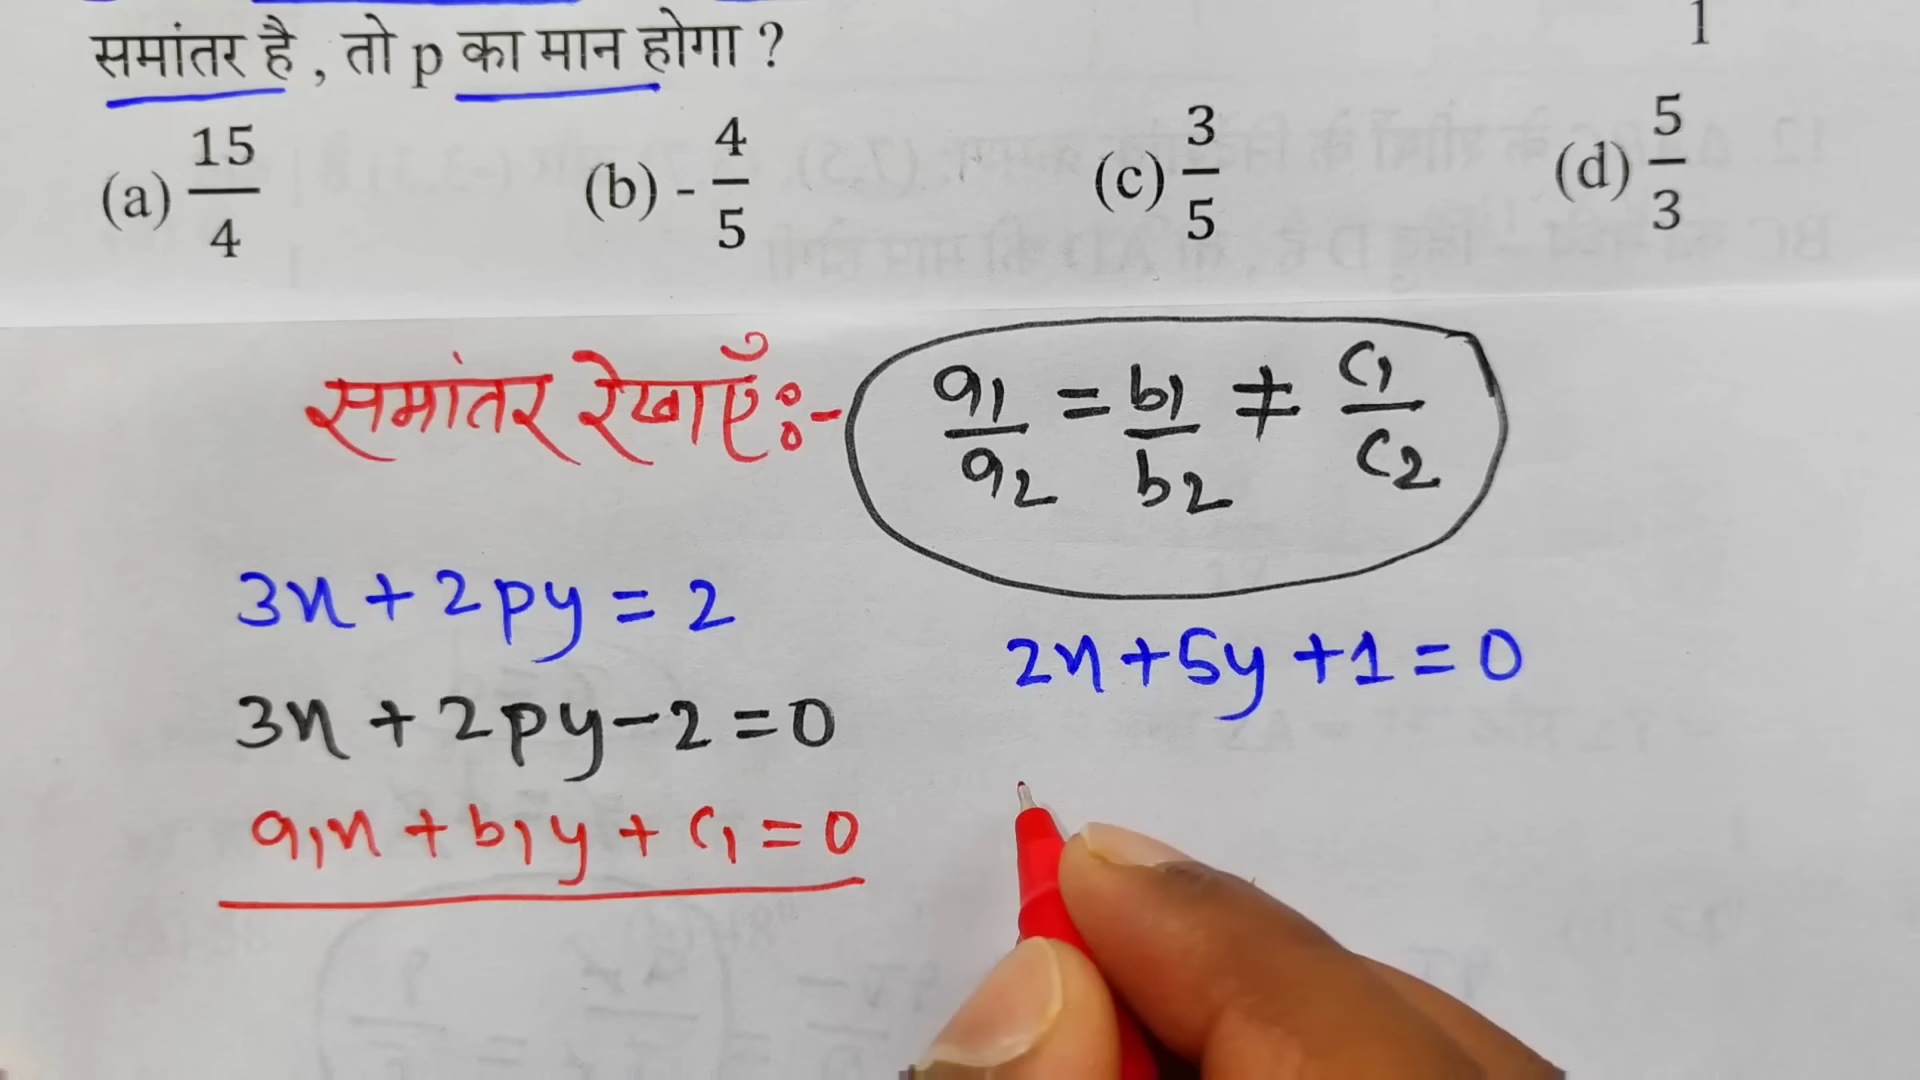 समांतर है , तो p का मान होगा ?
1
(a) 15/4 (b) - 4/5 (c) 3/5 (d) 5/3
समांतर रेखाएँ:- a1/a2 = b1/b2 ≠ c1/c2
3x + 2py = 2
2x + 5y + 1 = 0
3x + 2py - 2 = 0
a1x + b1y + c1 = 0